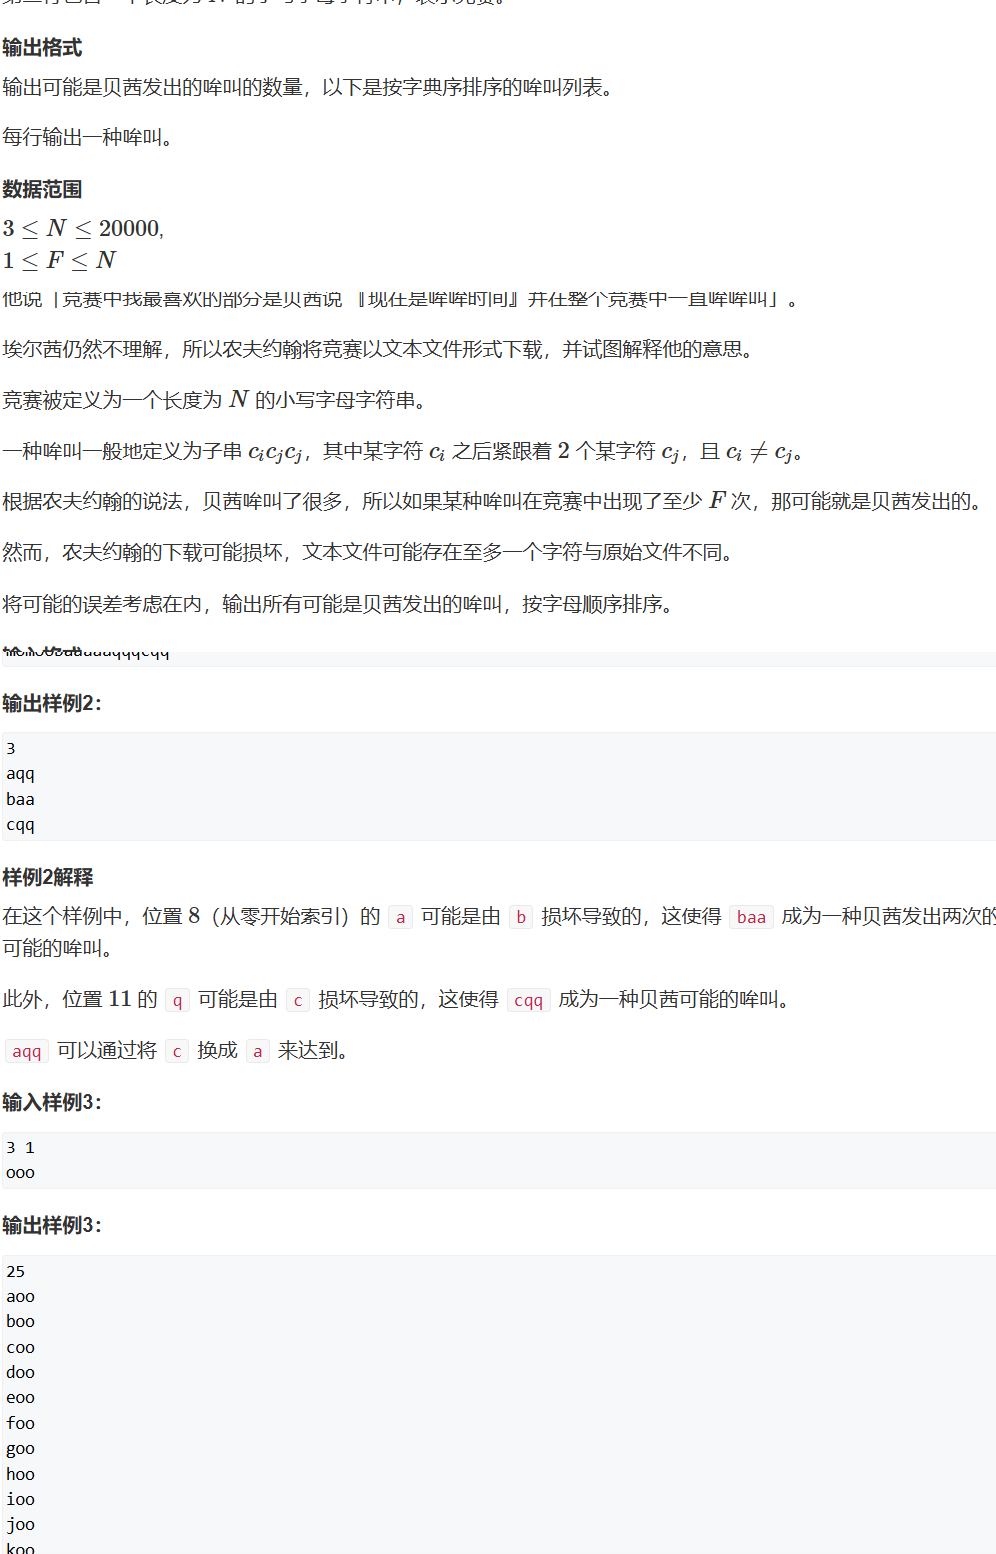 输出格式
输出可能是贝茜发出的哞叫的数量，以下是按字典序排序的哞叫列表。
每行输出一种哞叫。
数据范围
3 ≤ N ≤ 20000,
1 ≤ F ≤ N
他说「竞赛中我最喜欢的部分是贝茜说『现在是哞哞时间』并在整个竞赛中一直哞哞叫」。
埃尔茜仍然不理解，所以农夫约翰将竞赛以文本文件形式下载，并试图解释他的意思。
竞赛被定义为一个长度为 N 的小写字母字符串。
一种哞叫一般地定义为子串 cᵢcⱼcⱼ，其中某字符 cᵢ 之后紧跟着 2 个某字符 cⱼ，且 cᵢ ≠ cⱼ。
根据农夫约翰的说法，贝茜哞叫了很多，所以如果某种哞叫在竞赛中出现了至少 F 次，那可能就是贝茜发出的。
然而，农夫约翰的下载可能损坏，文本文件可能存在至多一个字符与原始文件不同。
将可能的误差考虑在内，输出所有可能是贝茜发出的哞叫，按字母顺序排序。
输出样例2：
3
aqq
baa
cqq
样例2解释
在这个样例中，位置 8（从零开始索引）的 a 可能是由 b 损坏导致的，这使得 baa 成为一种贝茜发出两次的
可能的哞叫。
此外，位置 11 的 q 可能是由 c 损坏导致的，这使得 cqq 成为一种贝茜可能的哞叫。
aqq 可以通过将 c 换成 a 来达到。
输入样例3：
3 1
ooo
输出样例3：
25
aoo
boo
coo
doo
eoo
foo
goo
hoo
ioo
joo
koo